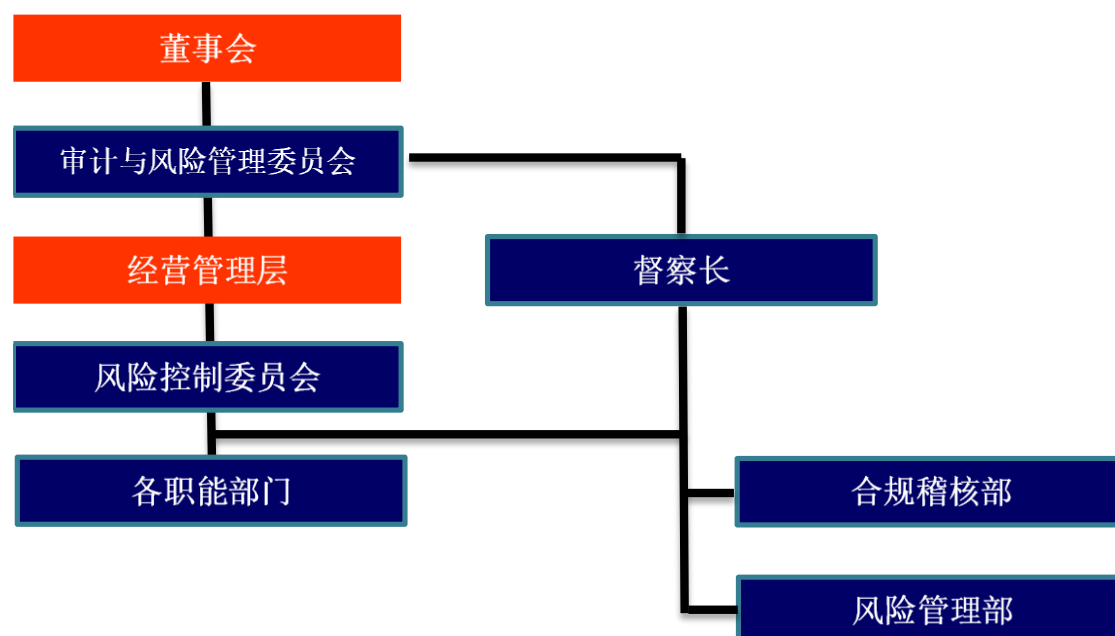 董事会
审计与风险管理委员会
经营管理层
督察长
风险控制委员会
各职能部门
合规稽核部
风险管理部